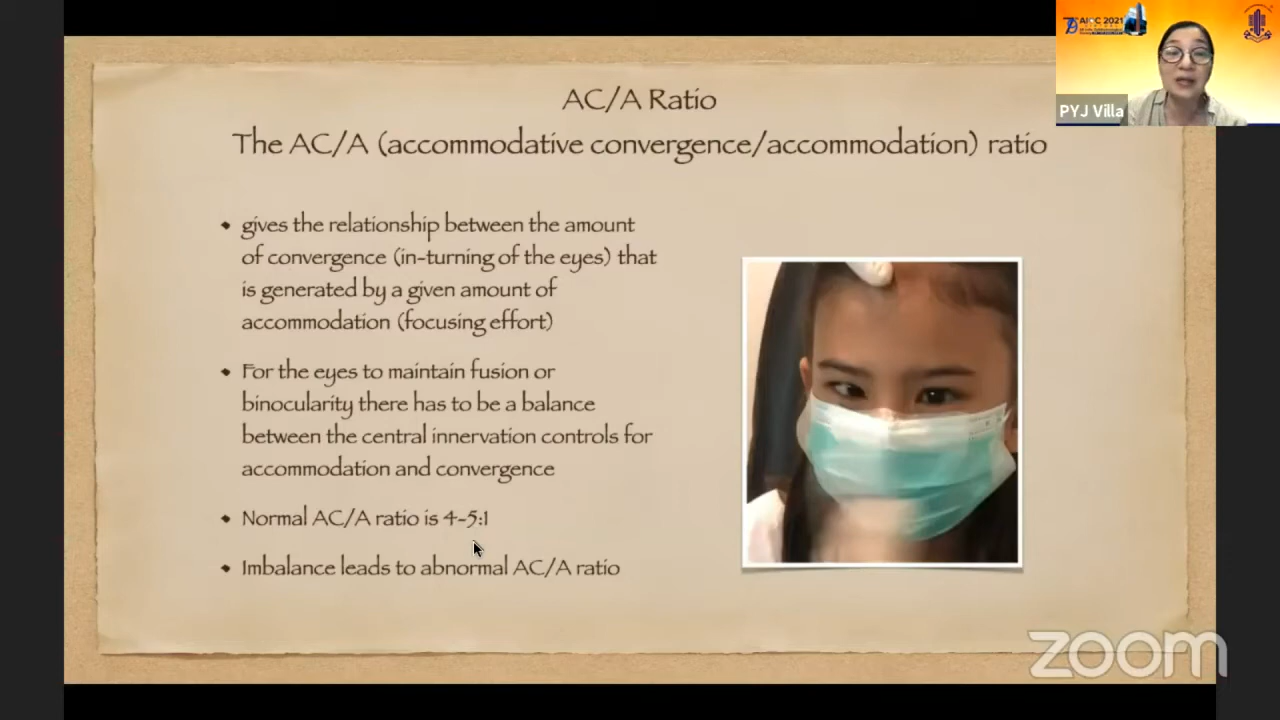 AC/A Ratio
The AC/A (accommodative convergence/accommodation) ratio
gives the relationship between the amount
of convergence (in-turning of the eyes) that
is generated by a given amount of
accommodation (focusing effort)
For the eyes to maintain fusion or
binocularity there has to be a balance
between the central innervation controls for
accommodation and convergence
Normal AC/A ratio is 4-5:1
Imbalance leads to abnormal AC/A ratio
AIOC 2021
PYJ Villa
zoom